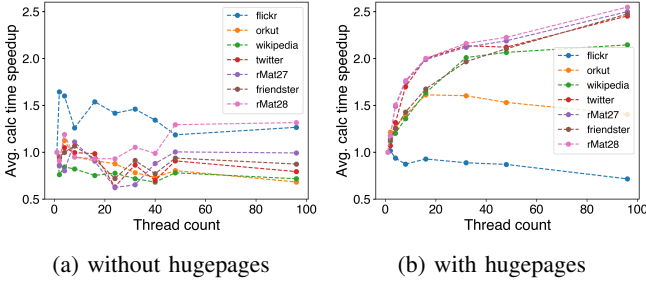 Avg. calc time speedup
2.5
2.0
1.5
1.0
0.5
0 20 40 60 80 100
Thread count
flickr
orkut
wikipedia
twitter
rMat27
friendster
rMat28
(a) without hugepages
Avg. calc time speedup
2.5
2.0
1.5
1.0
0.5
0 20 40 60 80 100
Thread count
flickr
orkut
wikipedia
twitter
rMat27
friendster
rMat28
(b) with hugepages